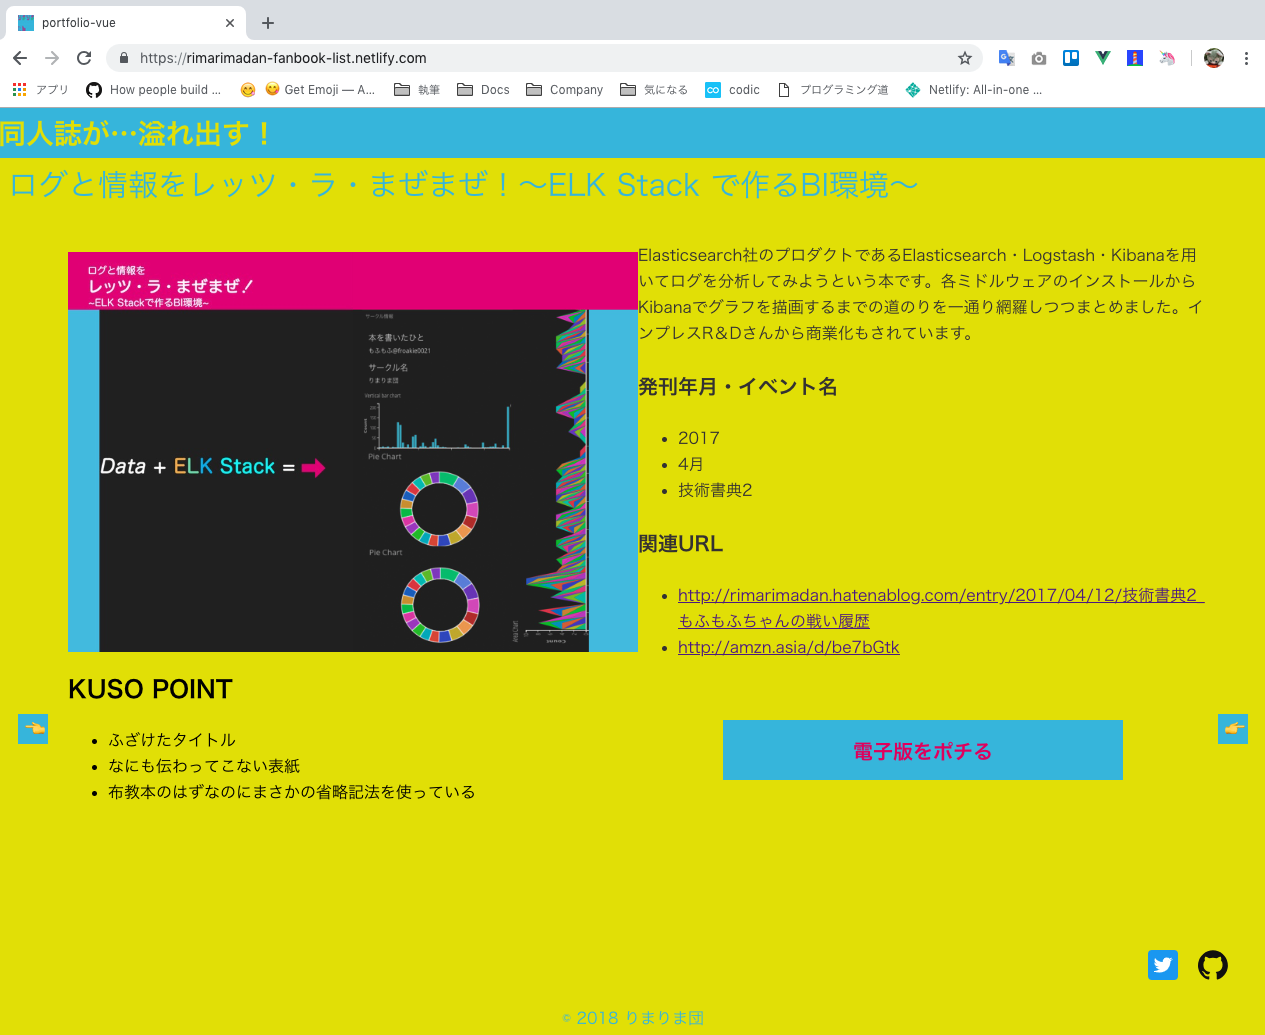 portfolio-vue
https://rimarimadan-fanbook-list.netlify.com
アプリ
How people build ...
Get Emoji — A...
執筆
Docs
Company
気になる
codic
プログラミング道
Netlify: All-in-one ...
同人誌が…溢れ出す！
ログと情報をレッツ・ラ・まぜまぜ！〜ELK Stack で作るBI環境〜
ログと情報を
レッツ・ラ・まぜまぜ！
~ELK Stackで作るBI環境~
サークル情報
本を書いたひと
もふもふ@froakie0021
サークル名
りまりま団
Vertical bar chart
Pie Chart
Data + ELK Stack =
Pie Chart
Elasticsearch社のプロダクトであるElasticsearch・Logstash・Kibanaを用
いてログを分析してみようという本です。各ミドルウェアのインストールから
Kibanaでグラフを描画するまでの道のりを一通り網羅しつつまとめました。イ
ンプレスR＆Dさんから商業化もされています。
発刊年月・イベント名
2017
4月
技術書典2
関連URL
http://rimarimadan.hatenablog.com/entry/2017/04/12/技術書典2_
もふもふちゃんの戦い履歴
http://amzn.asia/d/be7bGtk
KUSO POINT
ふざけたタイトル
なにも伝わってこない表紙
布教本のはずなのにまさかの省略記法を使っている
電子版をポチる
© 2018 りまりま団